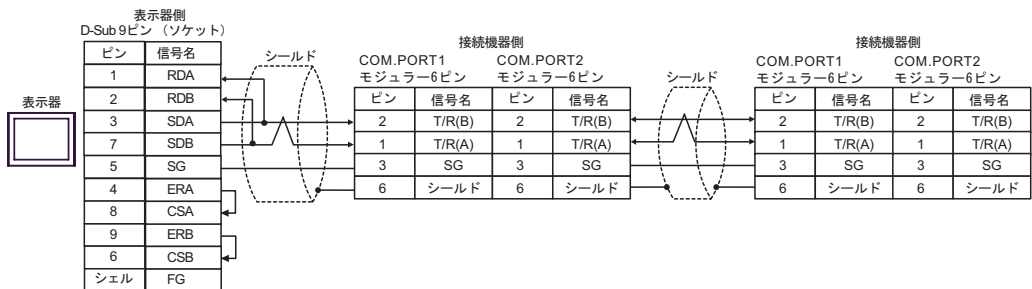 表示器側
D-Sub 9ピン （ソケット）
ピン 信号名
1 RDA
2 RDB
3 SDA
7 SDB
5 SG
4 ERA
8 CSA
9 ERB
6 CSB
シェル FG
表示器
シールド
接続機器側
COM.PORT1 COM.PORT2
モジュラー6ピン モジュラー6ピン
ピン 信号名 ピン 信号名
2 T/R(B) 2 T/R(B)
1 T/R(A) 1 T/R(A)
3 SG 3 SG
6 シールド 6 シールド
シールド
接続機器側
COM.PORT1 COM.PORT2
モジュラー6ピン モジュラー6ピン
ピン 信号名 ピン 信号名
2 T/R(B) 2 T/R(B)
1 T/R(A) 1 T/R(A)
3 SG 3 SG
6 シールド 6 シールド